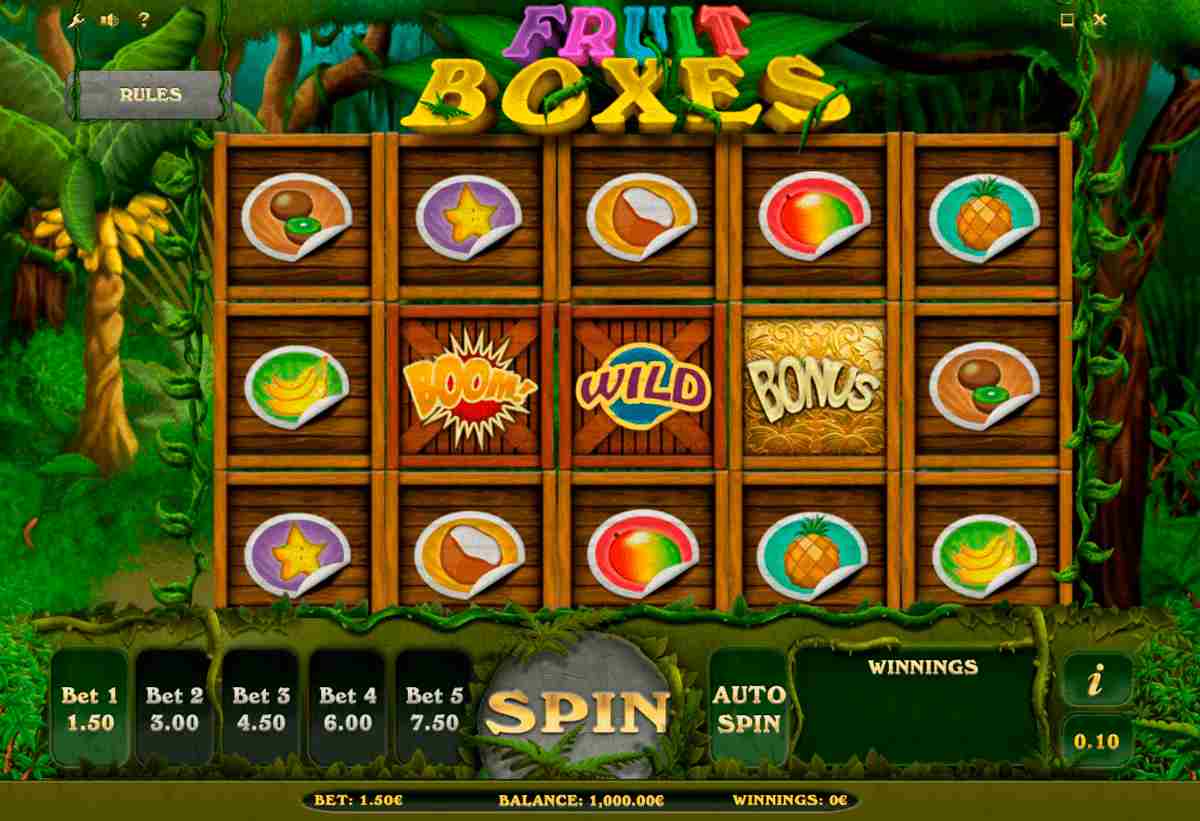 ?
FRUIT
BOXES
RULES
BOOM!
WILD
BONUS
Bet 1
1.50
Bet 2
3.00
Bet 3
4.50
Bet 4
6.00
Bet 5
7.50
SPIN
AUTO
SPIN
WINNINGS
i
0.10
BET: 1.50€
BALANCE: 1,000.00€
WINNINGS: 0€